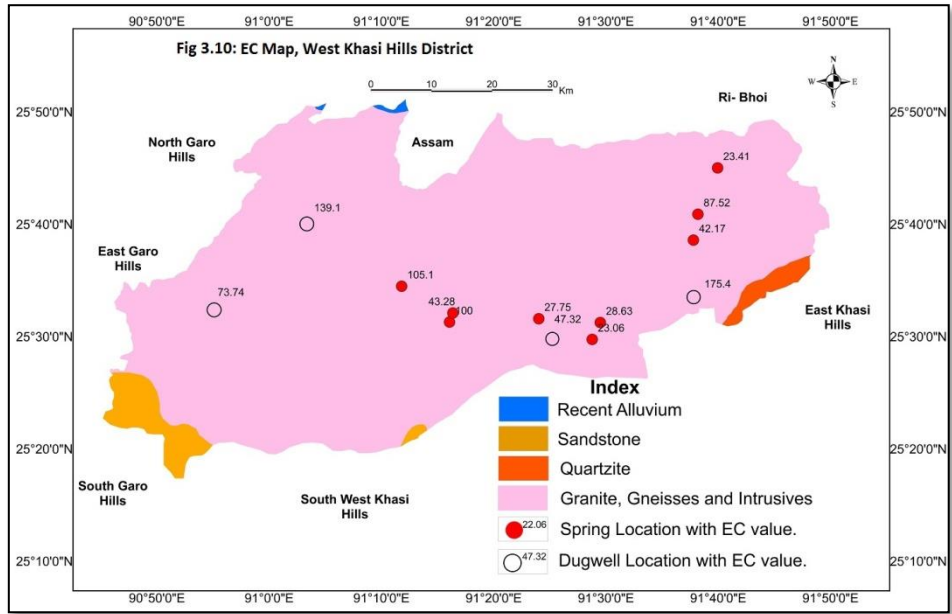 90°50'0"E 91°00'0"E 91°10'0"E 91°20'0"E 91°30'0"E 91°40'0"E 91°50'0"E
Fig 3.10: EC Map, West Khasi Hills District
0 10 20 30
Km
N
W E
S
Ri- Bhoi
25°50'0"N 25°50'0"N
North Garo
Hills
Assam
23.41
139.1
87.52
25°40'0"N 25°40'0"N
42.17
East Garo
Hills
105.1
175.4
73.74
43.28
100
27.75
47.32
28.63
23.06
East Khasi
Hills
25°30'0"N 25°30'0"N
Index
Recent Alluvium
Sandstone
25°20'0"N 25°20'0"N
Quartzite
South Garo
Hills
South West Khasi
Hills
Granite, Gneisses and Intrusives
22.06 Spring Location with EC value.
47.32 Dugwell Location with EC value.
25°10'0"N 25°10'0"N
90°50'0"E 91°00'0"E 91°10'0"E 91°20'0"E 91°30'0"E 91°40'0"E 91°50'0"E